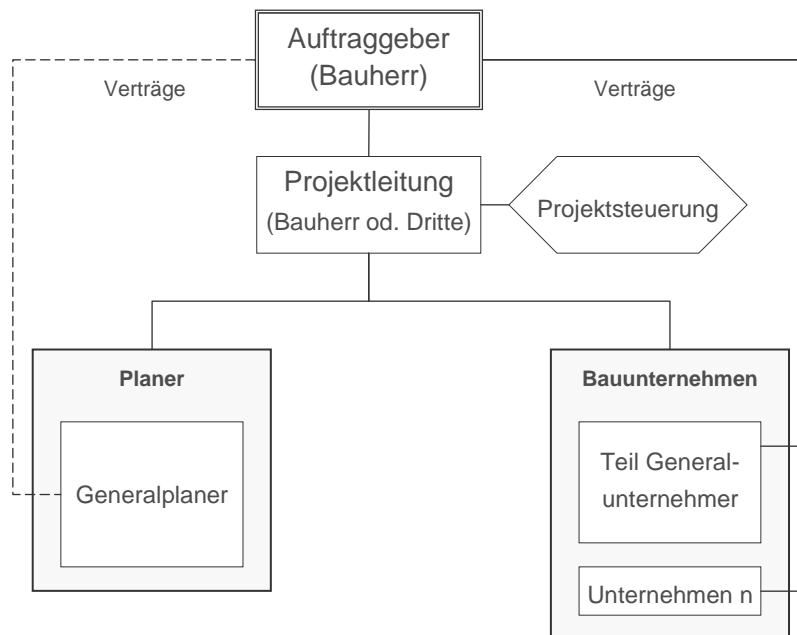 Auftraggeber
(Bauherr)
Verträge
Verträge
Projektleitung
(Bauherr od. Dritte)
Projektsteuerung
Planer
Generalplaner
Bauunternehmen
Teil General-
unternehmer
Unternehmen n